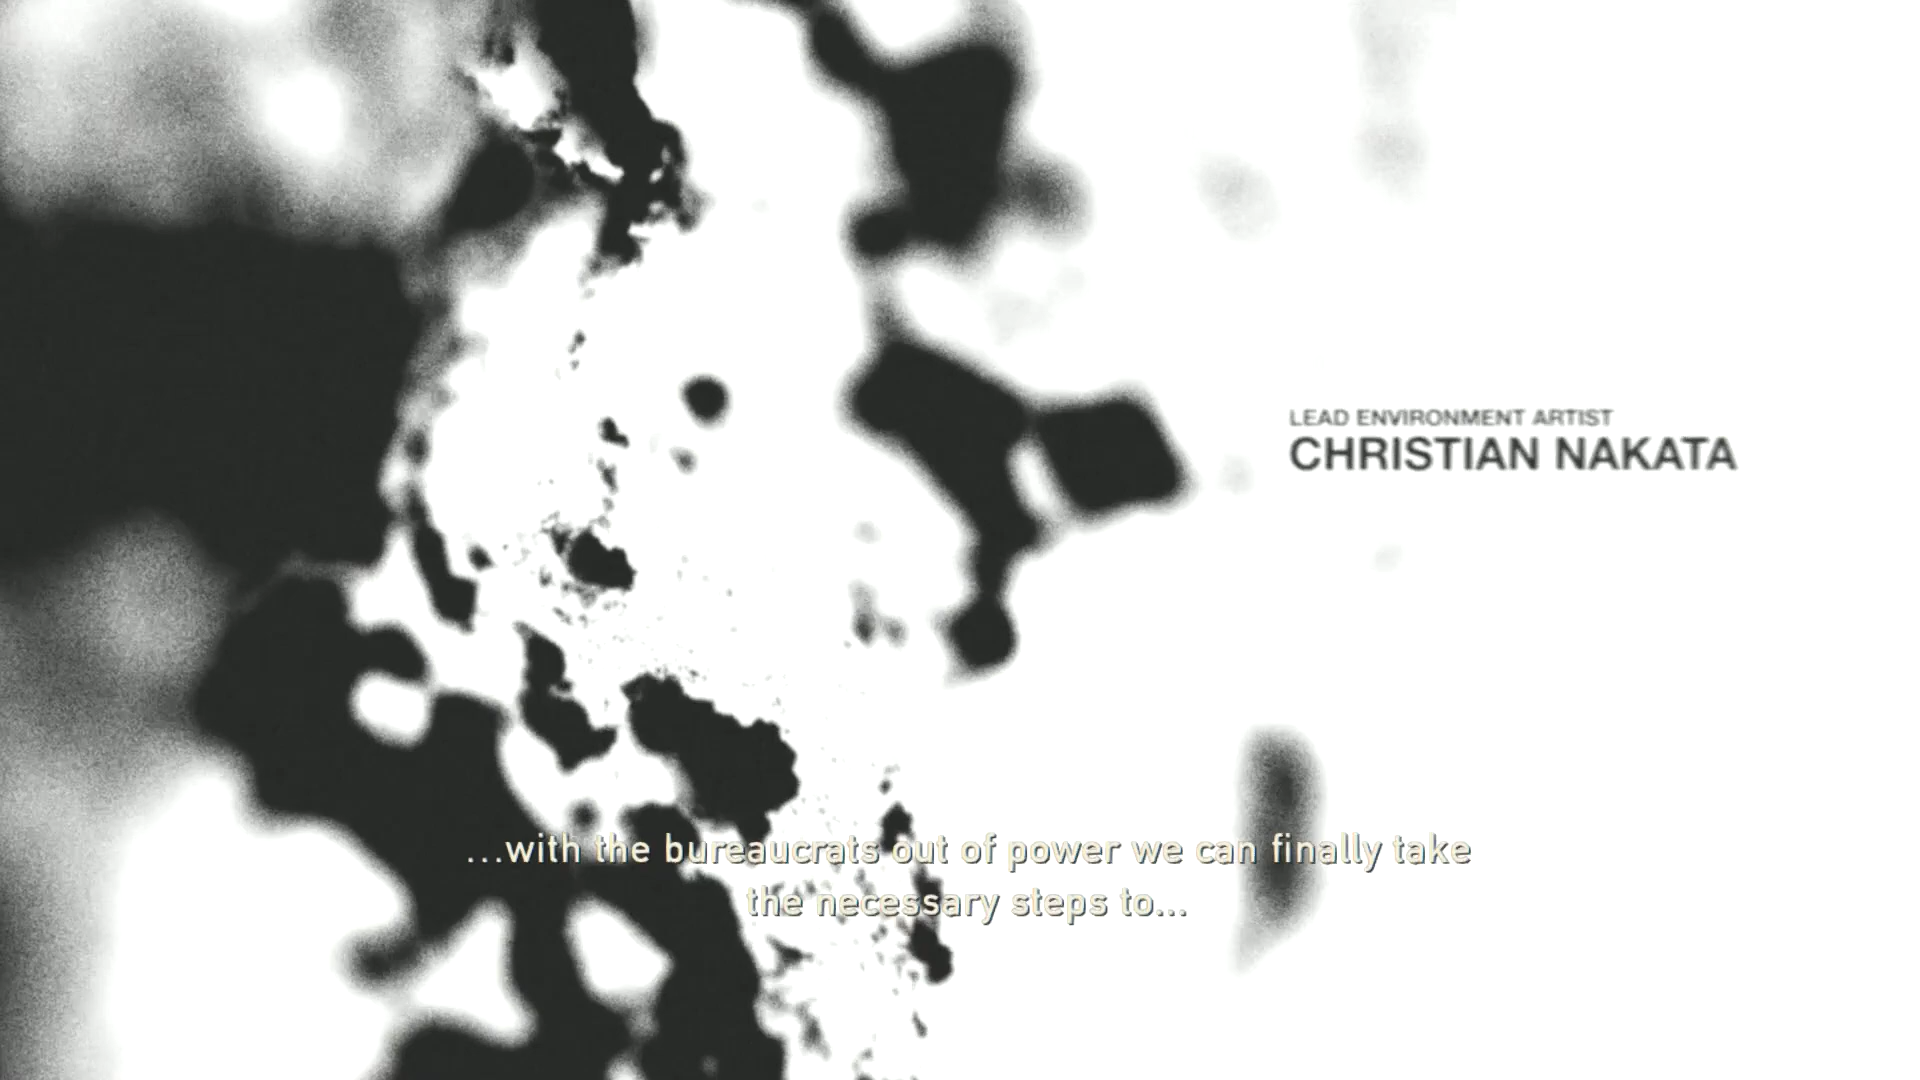 LEAD ENVIRONMENT ARTIST
CHRISTIAN NAKATA
...with the bureaucrats out of power we can finally take
the necessary steps to...